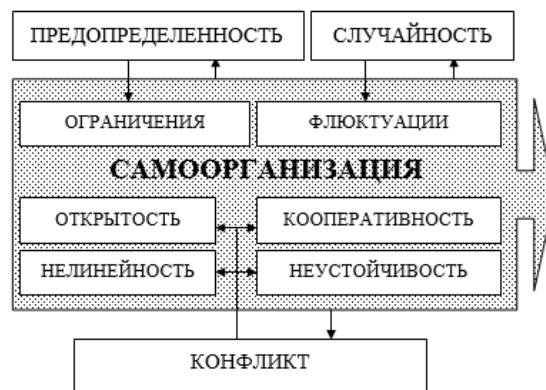 ПРЕДОПРЕДЕЛЕННОСТЬ
СЛУЧАЙНОСТЬ
ОГРАНИЧЕНИЯ
ФЛЮКТУАЦИИ
САМООРГАНИЗАЦИЯ
ОТКРЫТОСТЬ
КООПЕРАТИВНОСТЬ
НЕЛИНЕЙНОСТЬ
НЕУСТОЙЧИВОСТЬ
КОНФЛИКТ